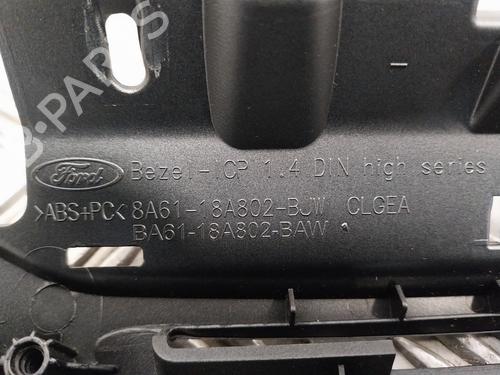 Ford Bezel-ICP 1.4 DIN high series
>ABS+PC< 8A61-18A802-BJW CLGEA
BA61-18A802-BAW
B-PARTS